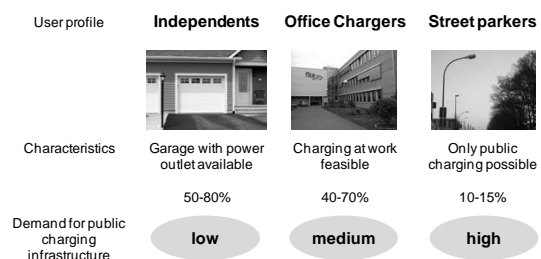 User profile
Independents
Office Chargers
Street parkers
Characteristics
Garage with power
outlet available
Charging at work
feasible
Only public
charging possible
50-80%
40-70%
10-15%
Demand for public
charging
infrastructure
low
medium
high